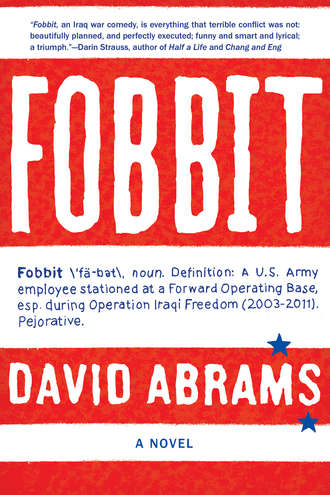 "Fobbit, an Iraq war comedy, is everything that terrible conflict was not:
beautifully planned, and perfectly executed; funny and smart and lyrical;
a triumph."—Darin Strauss, author of Half a Life and Chang and Eng
FOBBIT
Fobbit \'fä-bət\, noun. Definition: A U.S. Army
employee stationed at a Forward Operating Base,
esp. during Operation Iraqi Freedom (2003-2011).
Pejorative.
DAVID ABRAMS
A NOVEL